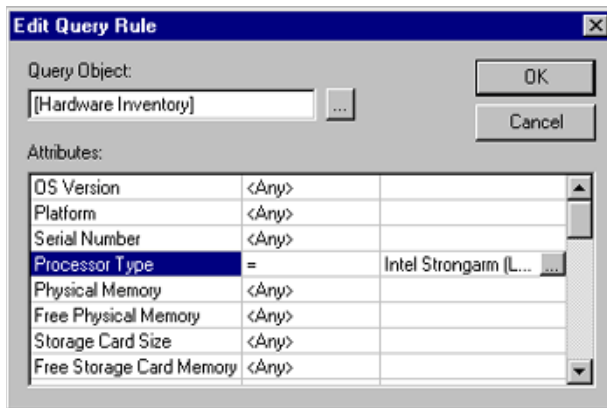 Edit Query Rule
Query Object:
[Hardware Inventory]
...
OK
Cancel
Attributes:
OS Version <Any>
Platform <Any>
Serial Number <Any>
Processor Type = Intel Strongarm (L... ...
Physical Memory <Any>
Free Physical Memory <Any>
Storage Card Size <Any>
Free Storage Card Memory <Any>